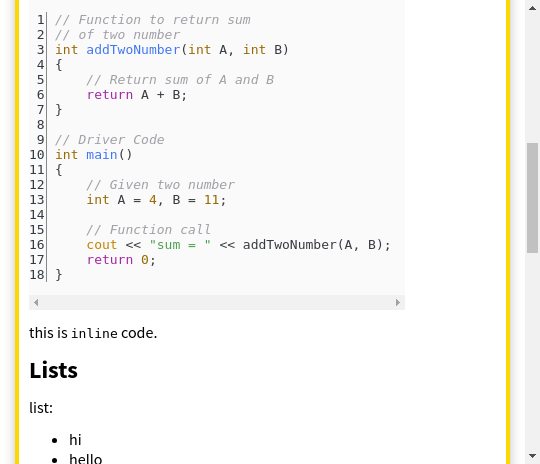 1 // Function to return sum
2 // of two number
3 int addTwoNumber(int A, int B)
4 {
5     // Return sum of A and B
6     return A + B;
7 }
8
9 // Driver Code
10 int main()
11 {
12     // Given two number
13     int A = 4, B = 11;
14
15     // Function call
16     cout << "sum = " << addTwoNumber(A, B);
17     return 0;
18 }
this is inline code.
Lists
list:
• hi
• hello